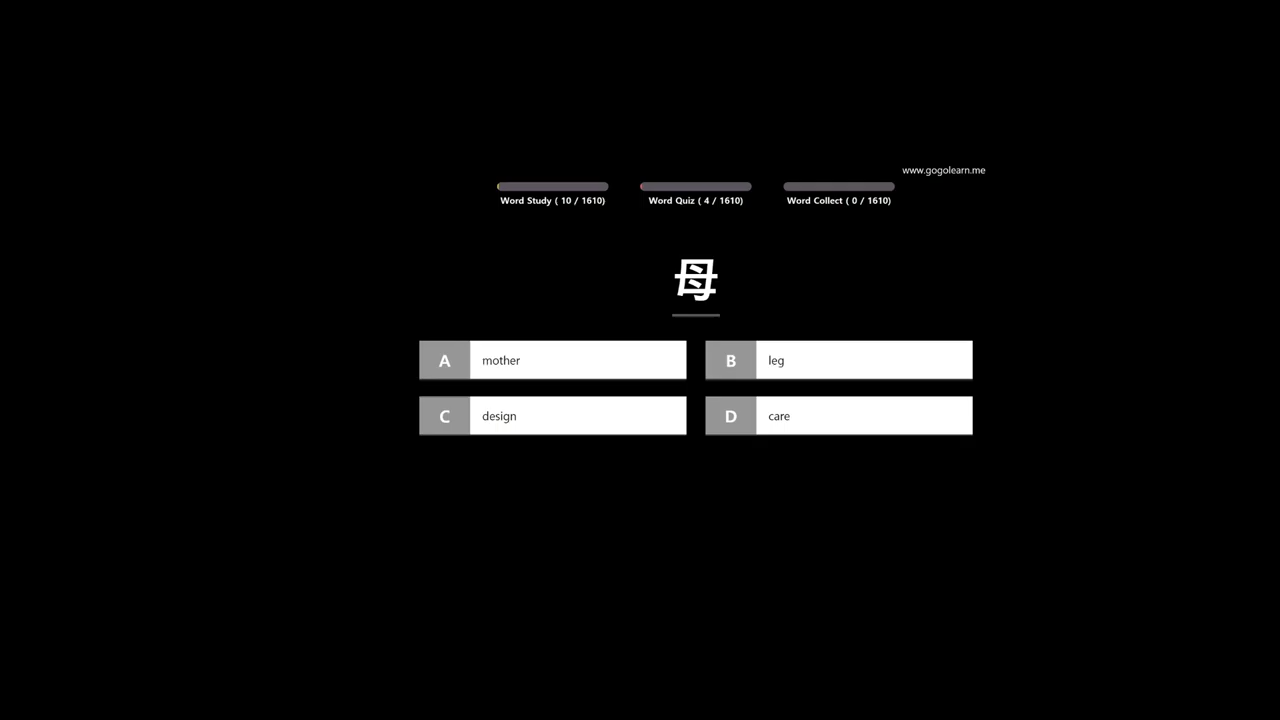 www.gogolearn.me
Word Study ( 10 / 1610) Word Quiz ( 4 / 1610) Word Collect ( 0 / 1610)
母
A mother B leg
C design D care